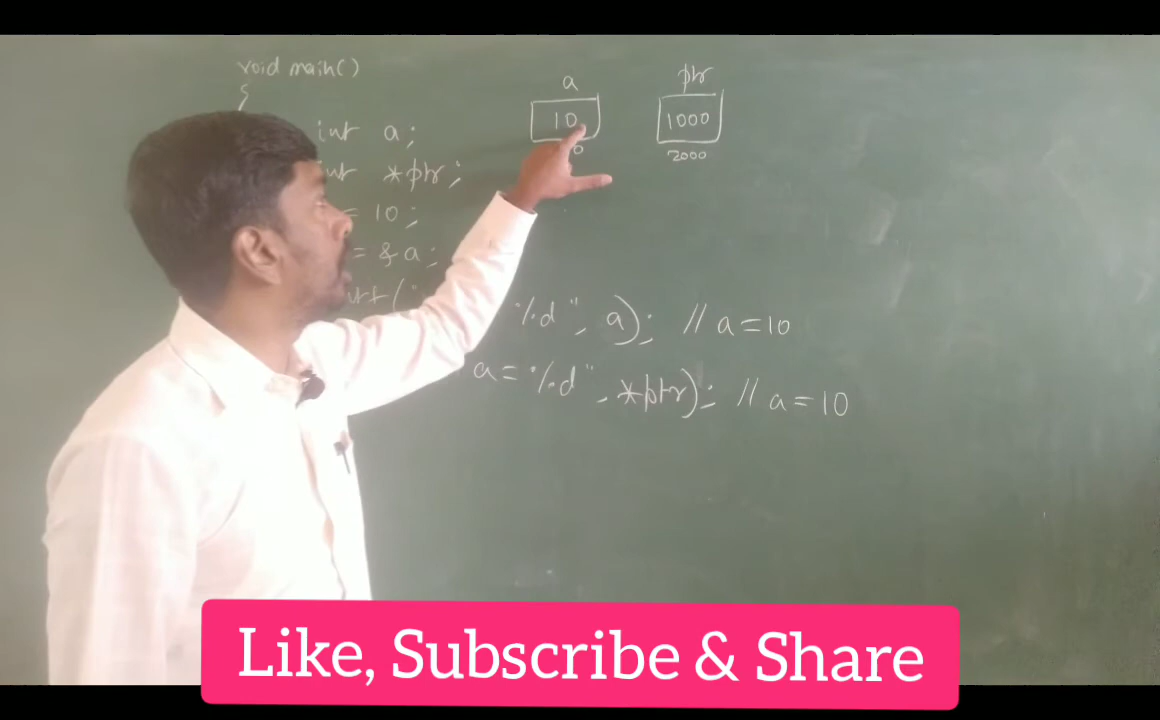 void main()
{
int a;
int *ptr;
= 10;
= & a;
%d", a); // a=10
a= %d", *ptr); // a=10
a
10
ptr
1000
2000
Like, Subscribe & Share